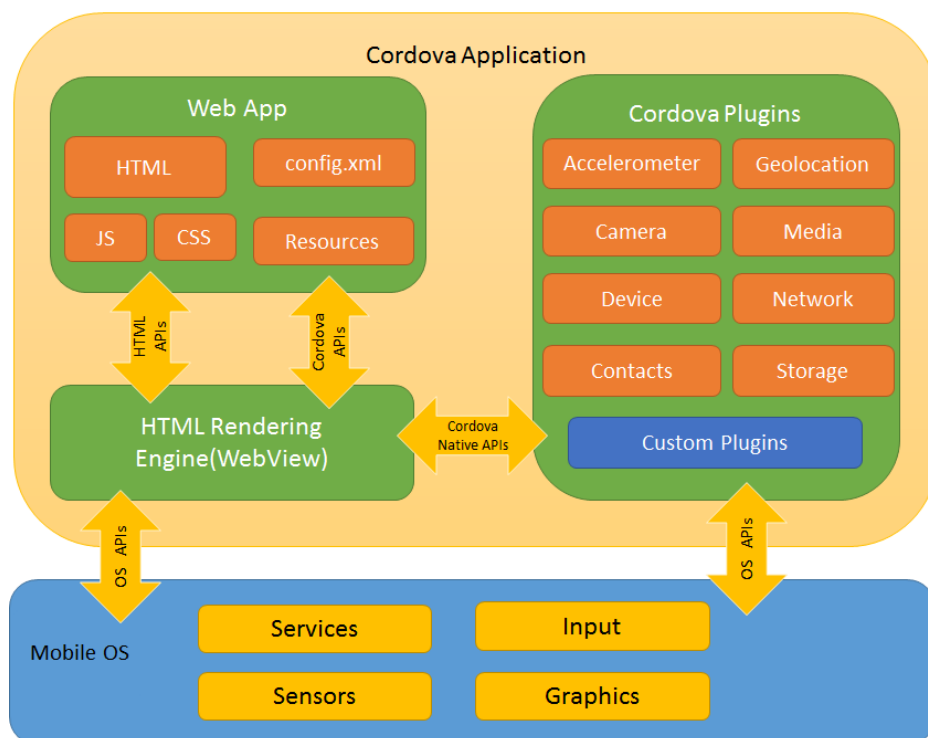 Cordova Application
Web App
HTML
config.xml
JS
CSS
Resources
HTML
APIs
Cordova
APIs
HTML Rendering
Engine(WebView)
Cordova
Native APIs
Cordova Plugins
Accelerometer
Geolocation
Camera
Media
Device
Network
Contacts
Storage
Custom Plugins
OS APIs
OS APIs
Mobile OS
Services
Input
Sensors
Graphics